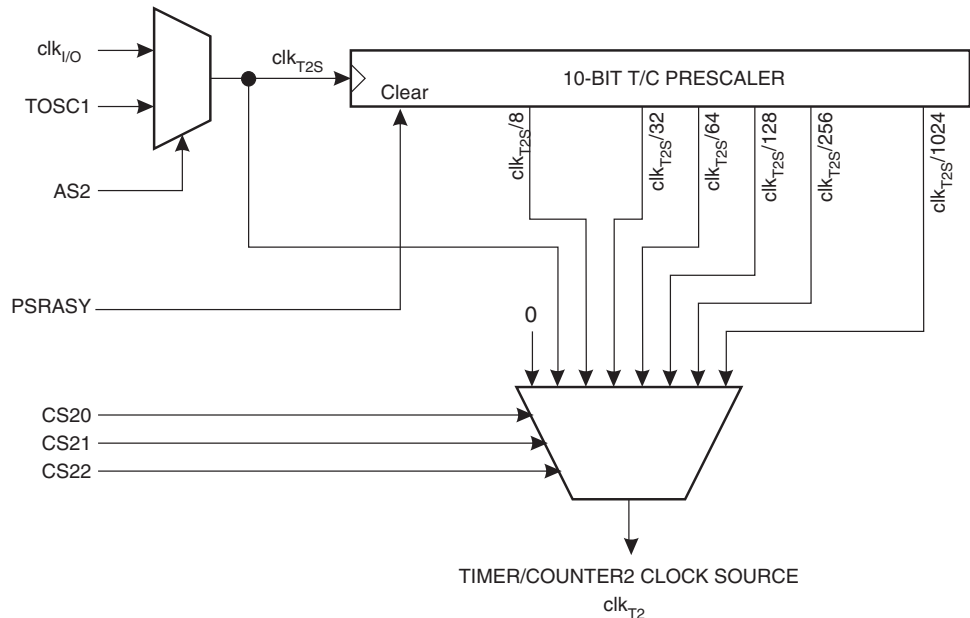 clkI/O
TOSC1
AS2
PSRASY
clkT2S
10-BIT T/C PRESCALER
Clear
clkT2S/8
clkT2S/32
clkT2S/64
clkT2S/128
clkT2S/256
clkT2S/1024
0
CS20
CS21
CS22
TIMER/COUNTER2 CLOCK SOURCE
clkT2